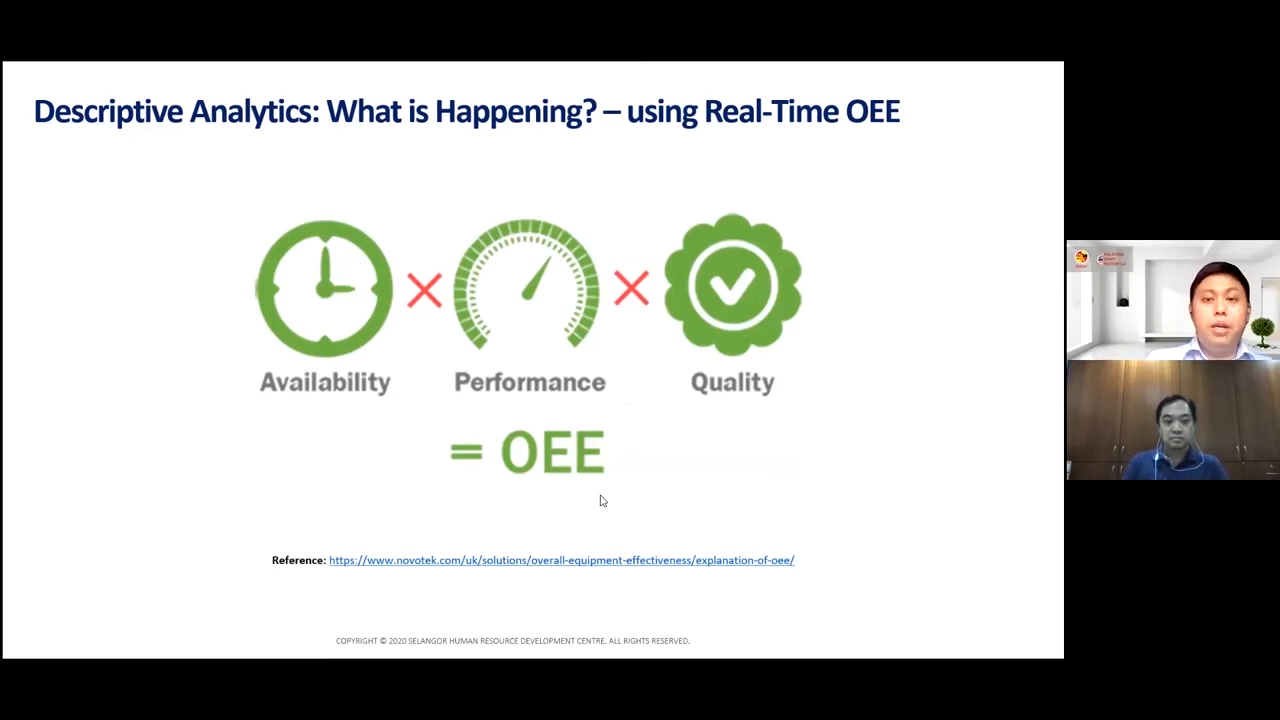 Descriptive Analytics: What is Happening? – using Real-Time OEE
Availability
Performance
Quality
= OEE
Reference: https://www.novotek.com/uk/solutions/overall-equipment-effectiveness/explanation-of-oee/
COPYRIGHT © 2020 SELANGOR HUMAN RESOURCE DEVELOPMENT CENTRE. ALL RIGHTS RESERVED.